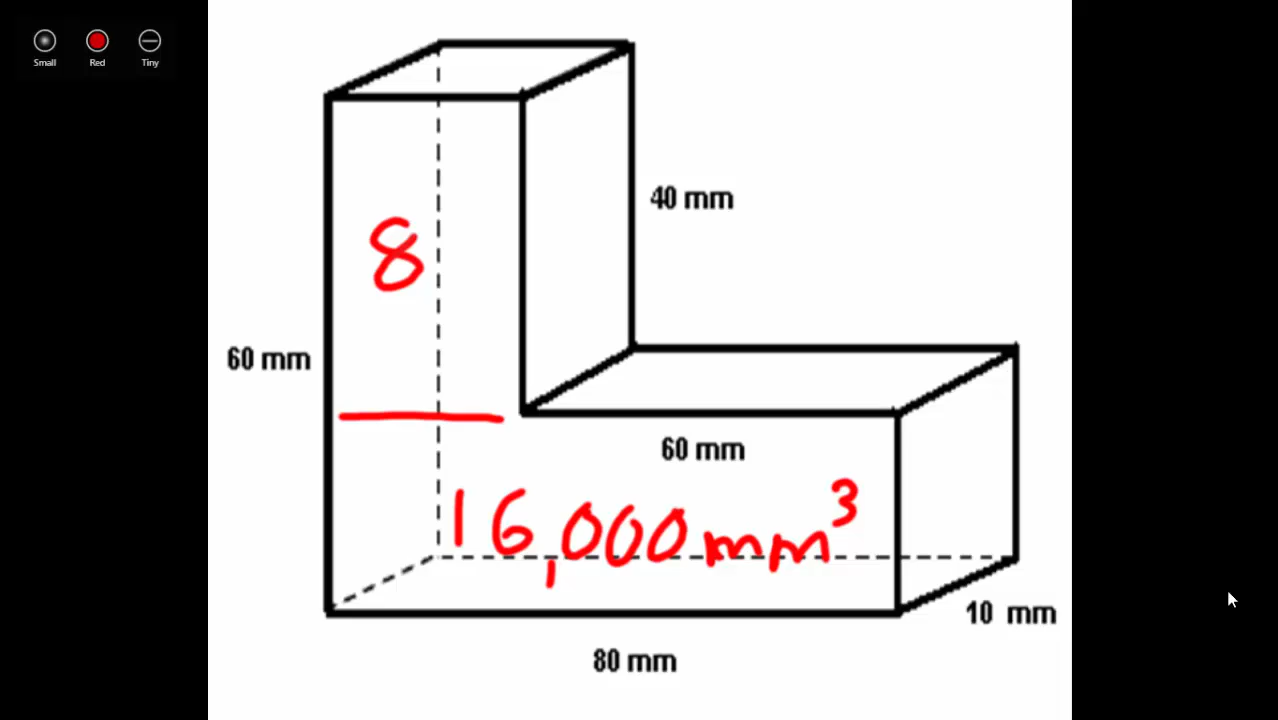 Small Red Tiny
40 mm
8
60 mm
60 mm
16,000 mm³
10 mm
80 mm